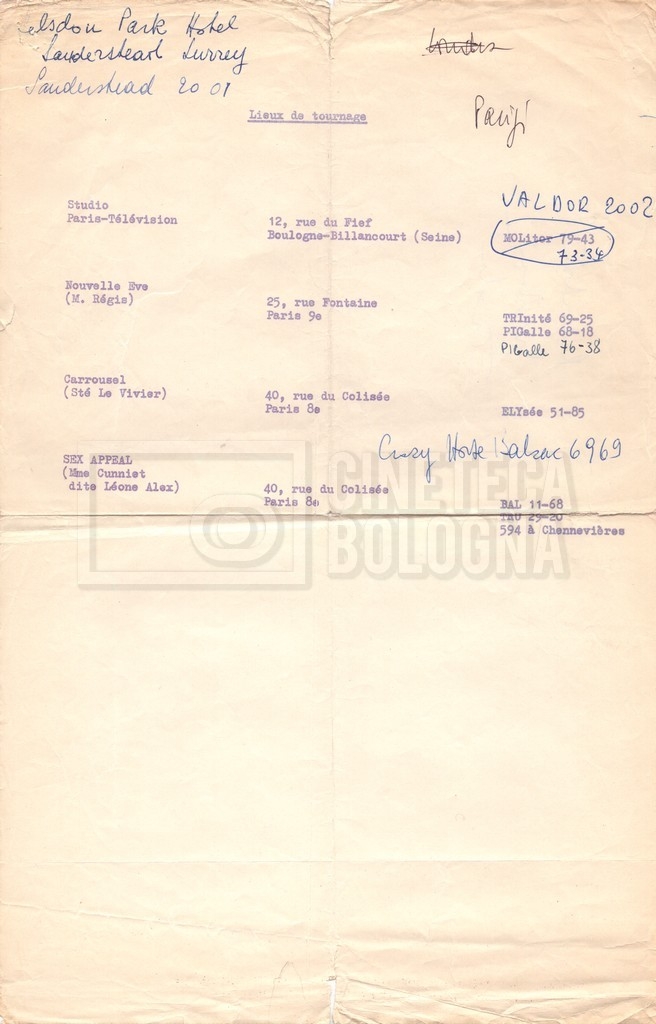 elsdon Park Hotel
Sanderstead Surrey
Sanderstead 20 01
Londra
Parigi
Lieux de tournage
VALDOR 2002
Studio
Paris-Télévision
12, rue du Fief
Boulogne-Billancourt (Seine)
MOLitor 79-43
73-34
Nouvelle Eve
(M. Régis)
25, rue Fontaine
Paris 9e
TRInité 69-25
PIGalle 68-18
PIGalle 76-38
Carrousel
(Sté Le Vivier)
40, rue du Colisée
Paris 8e
ELYsée 51-85
Crazy Horse Balzac 6969
SEX APPEAL
(Mme Cunniet
dite Léone Alex)
40, rue du Colisée
Paris 8e
BAL 11-68
TAU 29-20
594 à Chennevières
CINETECA
BOLOGNA